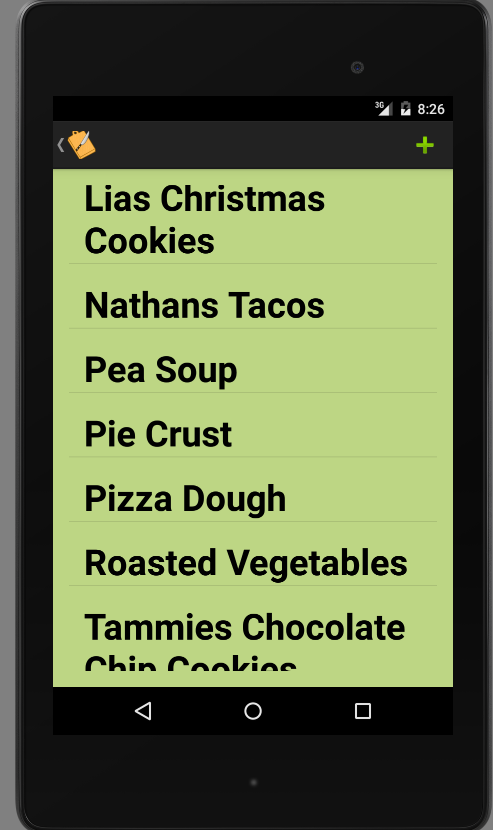 3G 8:26
Lias Christmas
Cookies
Nathans Tacos
Pea Soup
Pie Crust
Pizza Dough
Roasted Vegetables
Tammies Chocolate
Chip Cookies